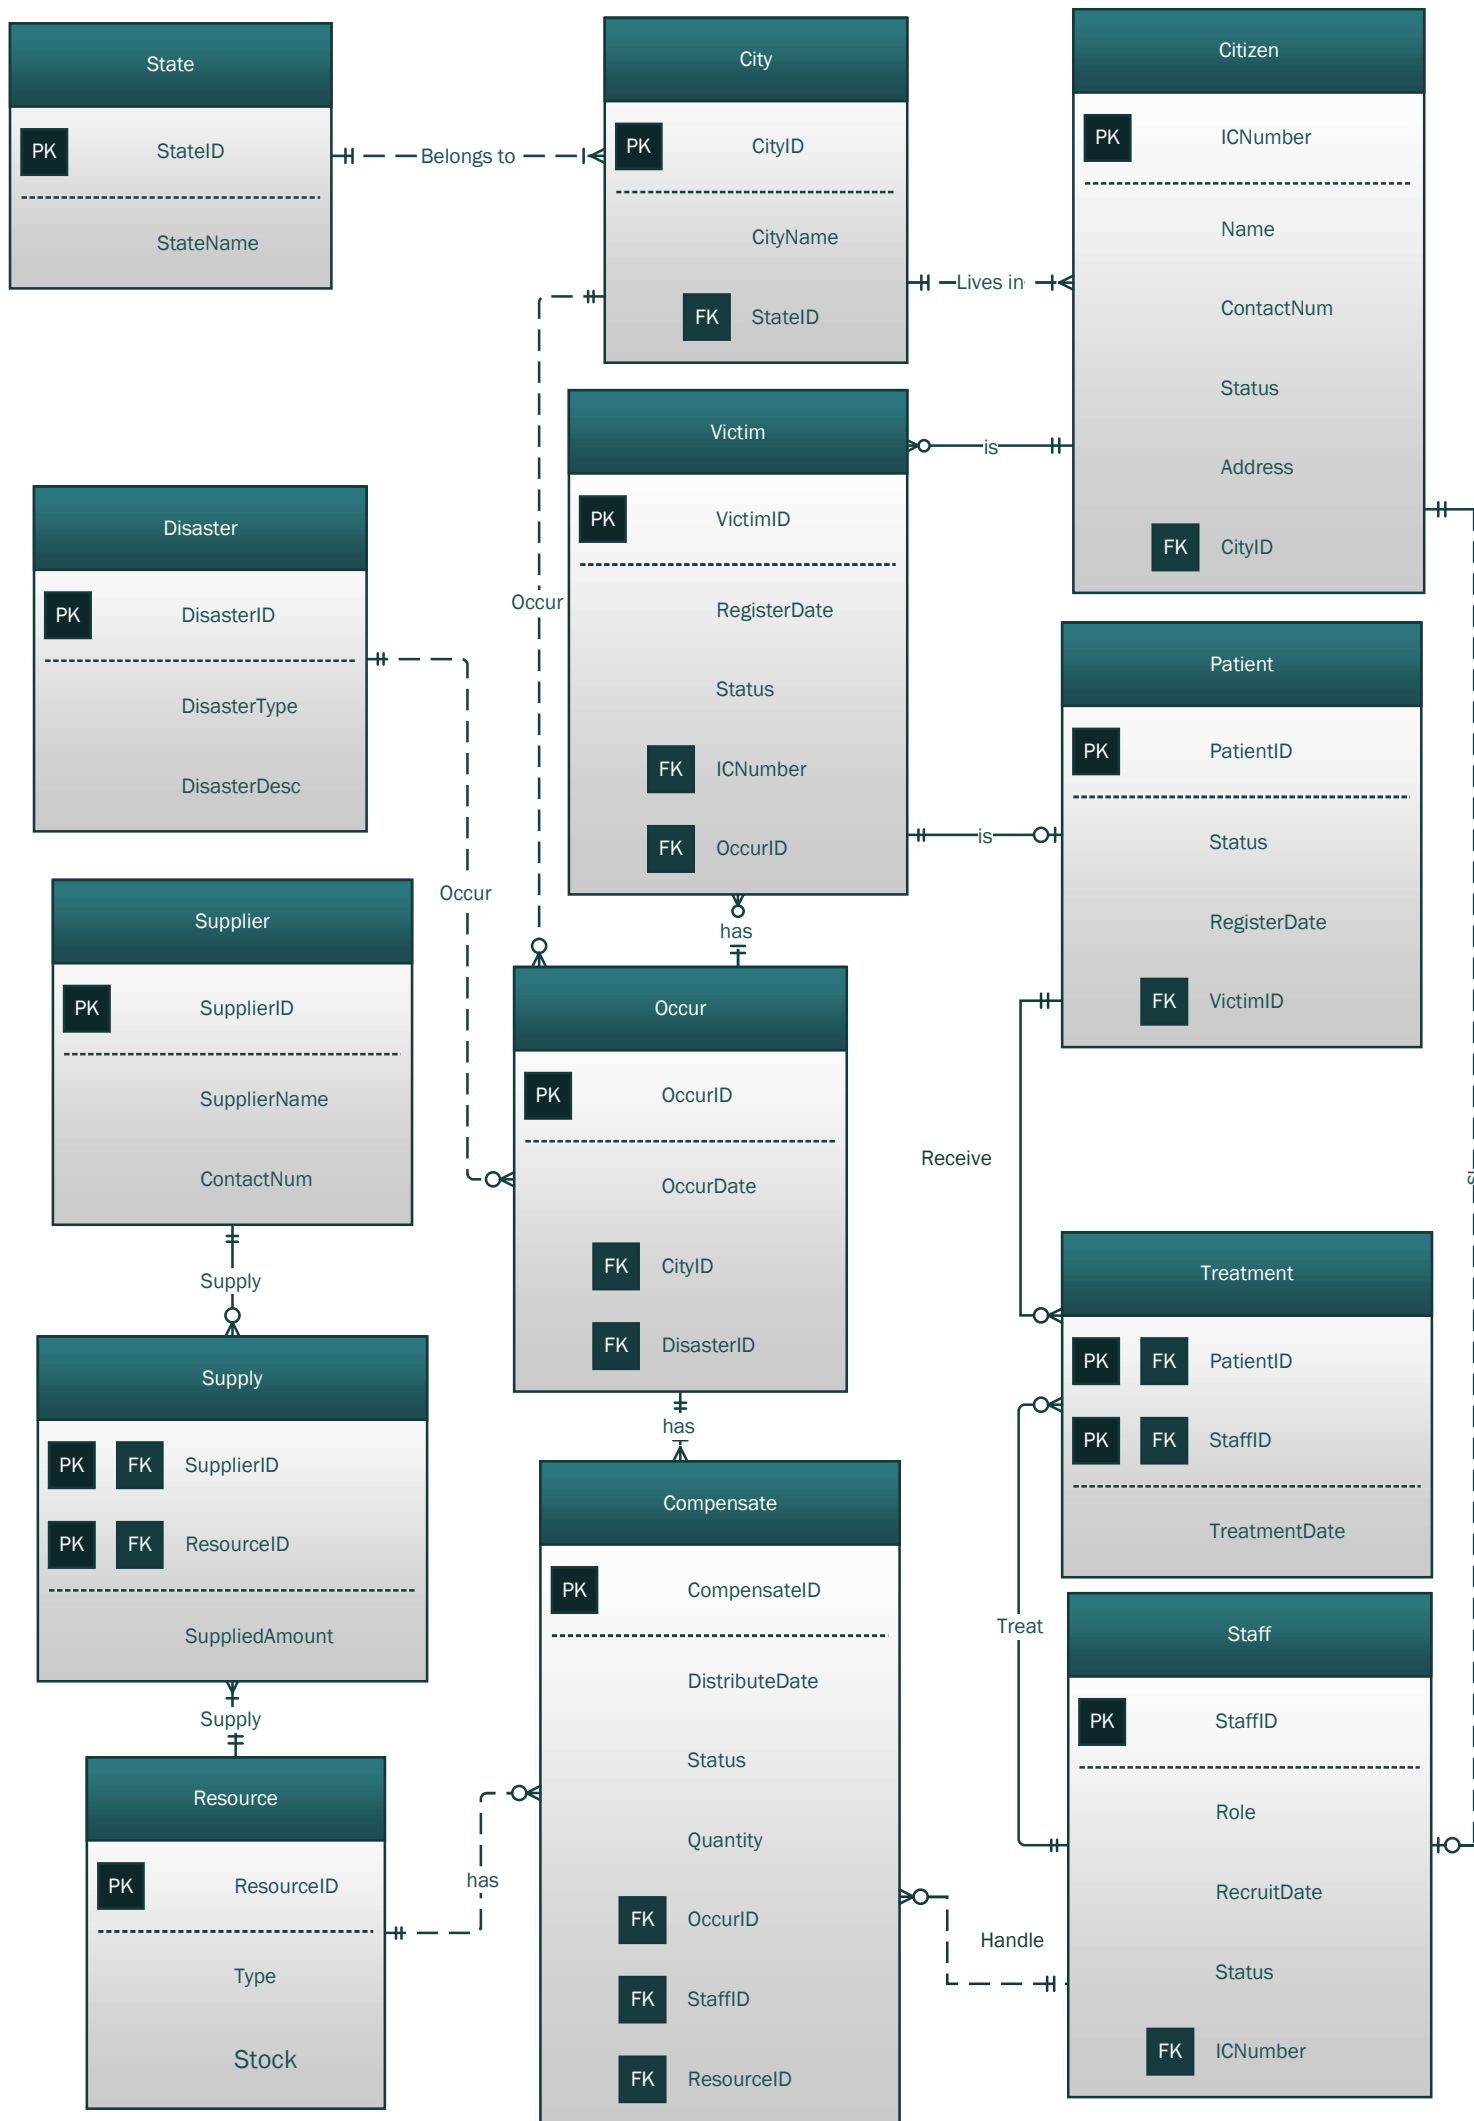 State
PK StateID
StateName
Belongs to
City
PK CityID
CityName
FK StateID
Lives in
Citizen
PK ICNumber
Name
ContactNum
Status
Address
FK CityID
Victim
PK VictimID
RegisterDate
Status
FK ICNumber
FK OccurID
is
is
has
Occur
Disaster
PK DisasterID
DisasterType
DisasterDesc
Occur
Patient
PK PatientID
Status
RegisterDate
FK VictimID
Receive
is
Supplier
PK SupplierID
SupplierName
ContactNum
Supply
Occur
PK OccurID
OccurDate
FK CityID
FK DisasterID
has
Treatment
PK FK PatientID
PK FK StaffID
TreatmentDate
Treat
Supply
PK FK SupplierID
PK FK ResourceID
SuppliedAmount
Supply
Compensate
PK CompensateID
DistributeDate
Status
Quantity
FK OccurID
FK StaffID
FK ResourceID
Handle
Staff
PK StaffID
Role
RecruitDate
Status
FK ICNumber
Resource
PK ResourceID
Type
Stock
has